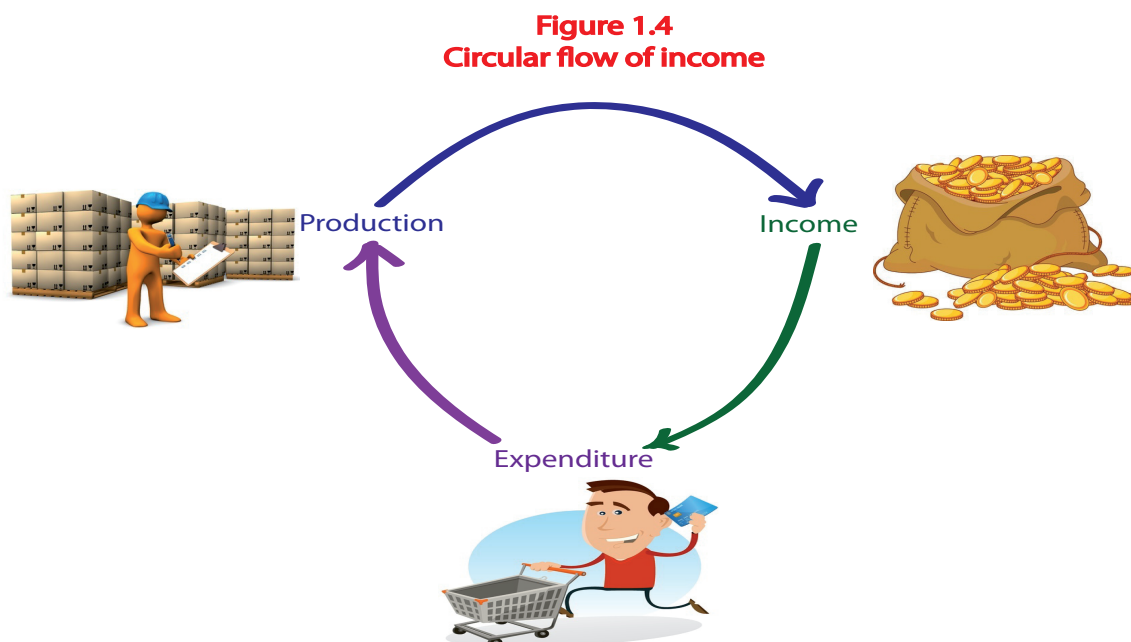 Figure 1.4
Circular flow of income
Production
Income
Expenditure